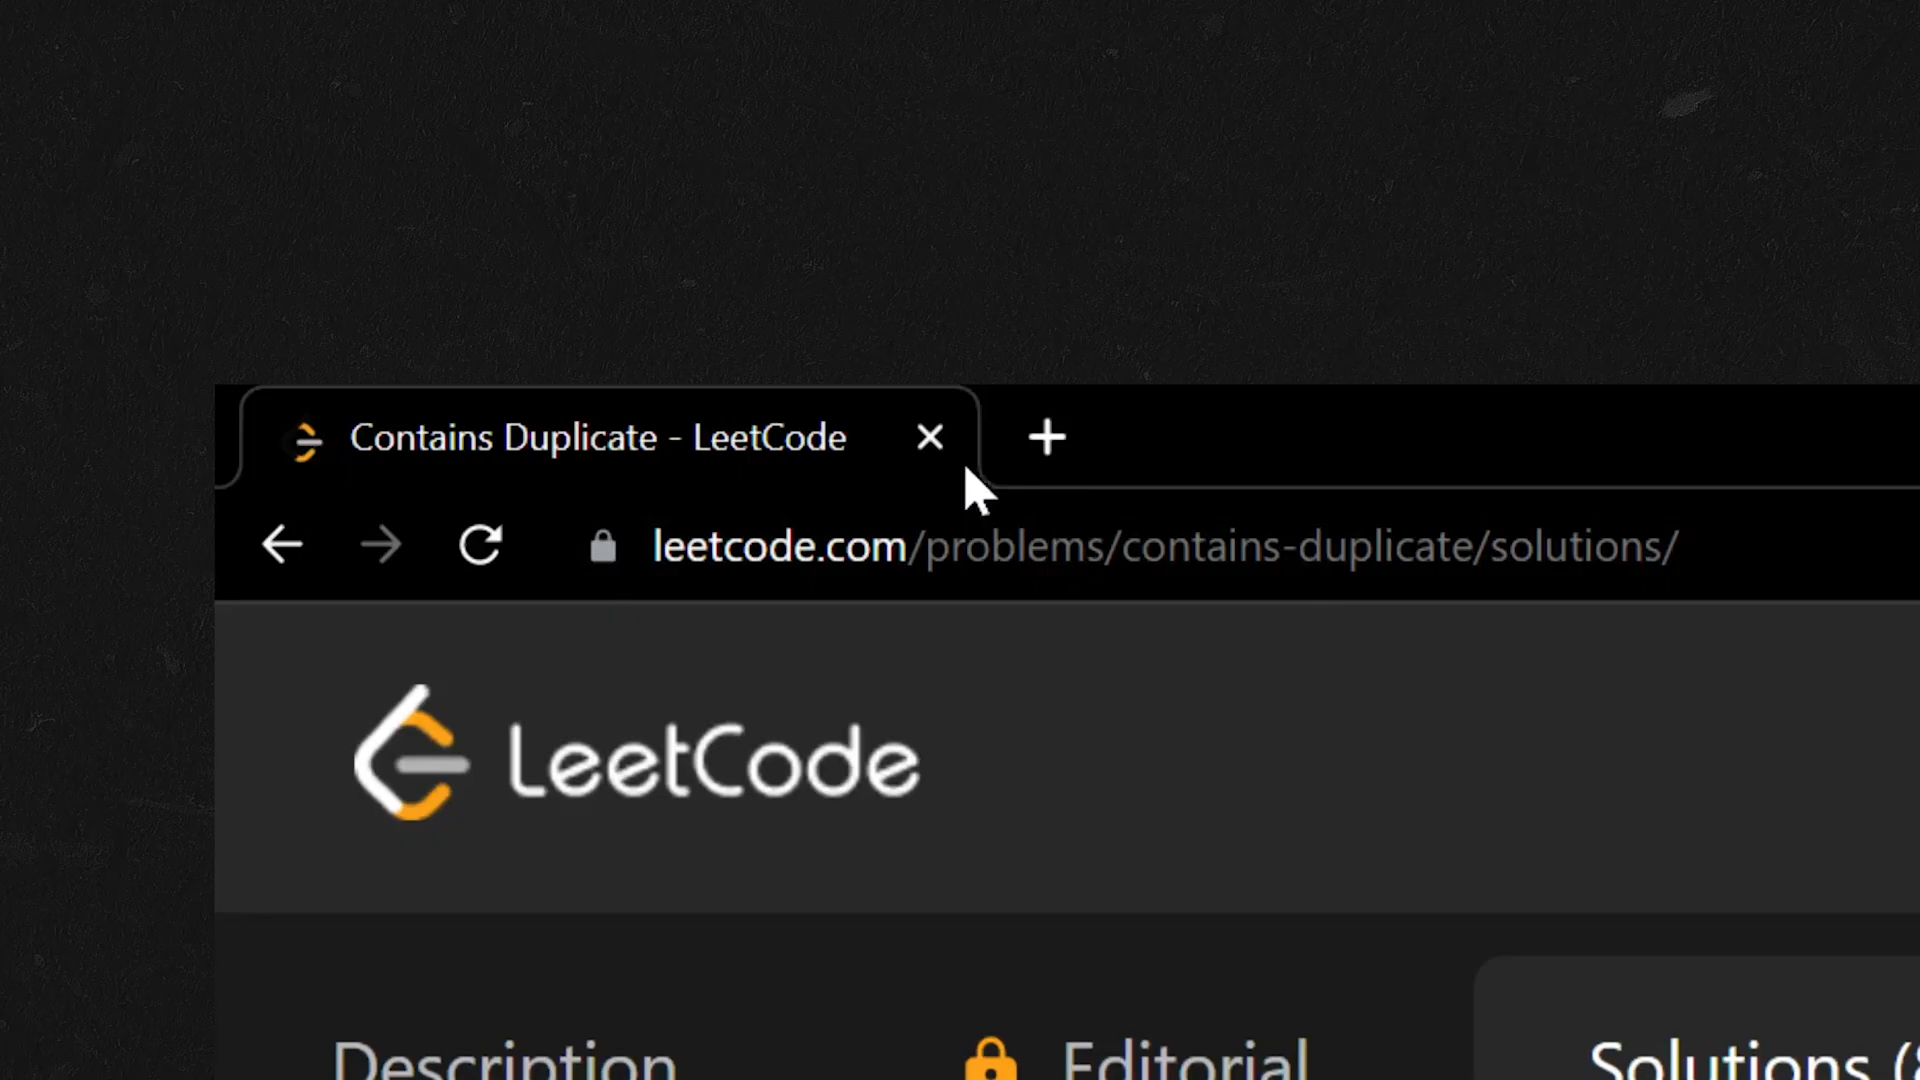 Contains Duplicate - LeetCode
leetcode.com/problems/contains-duplicate/solutions/
LeetCode
Description Editorial Solutions (